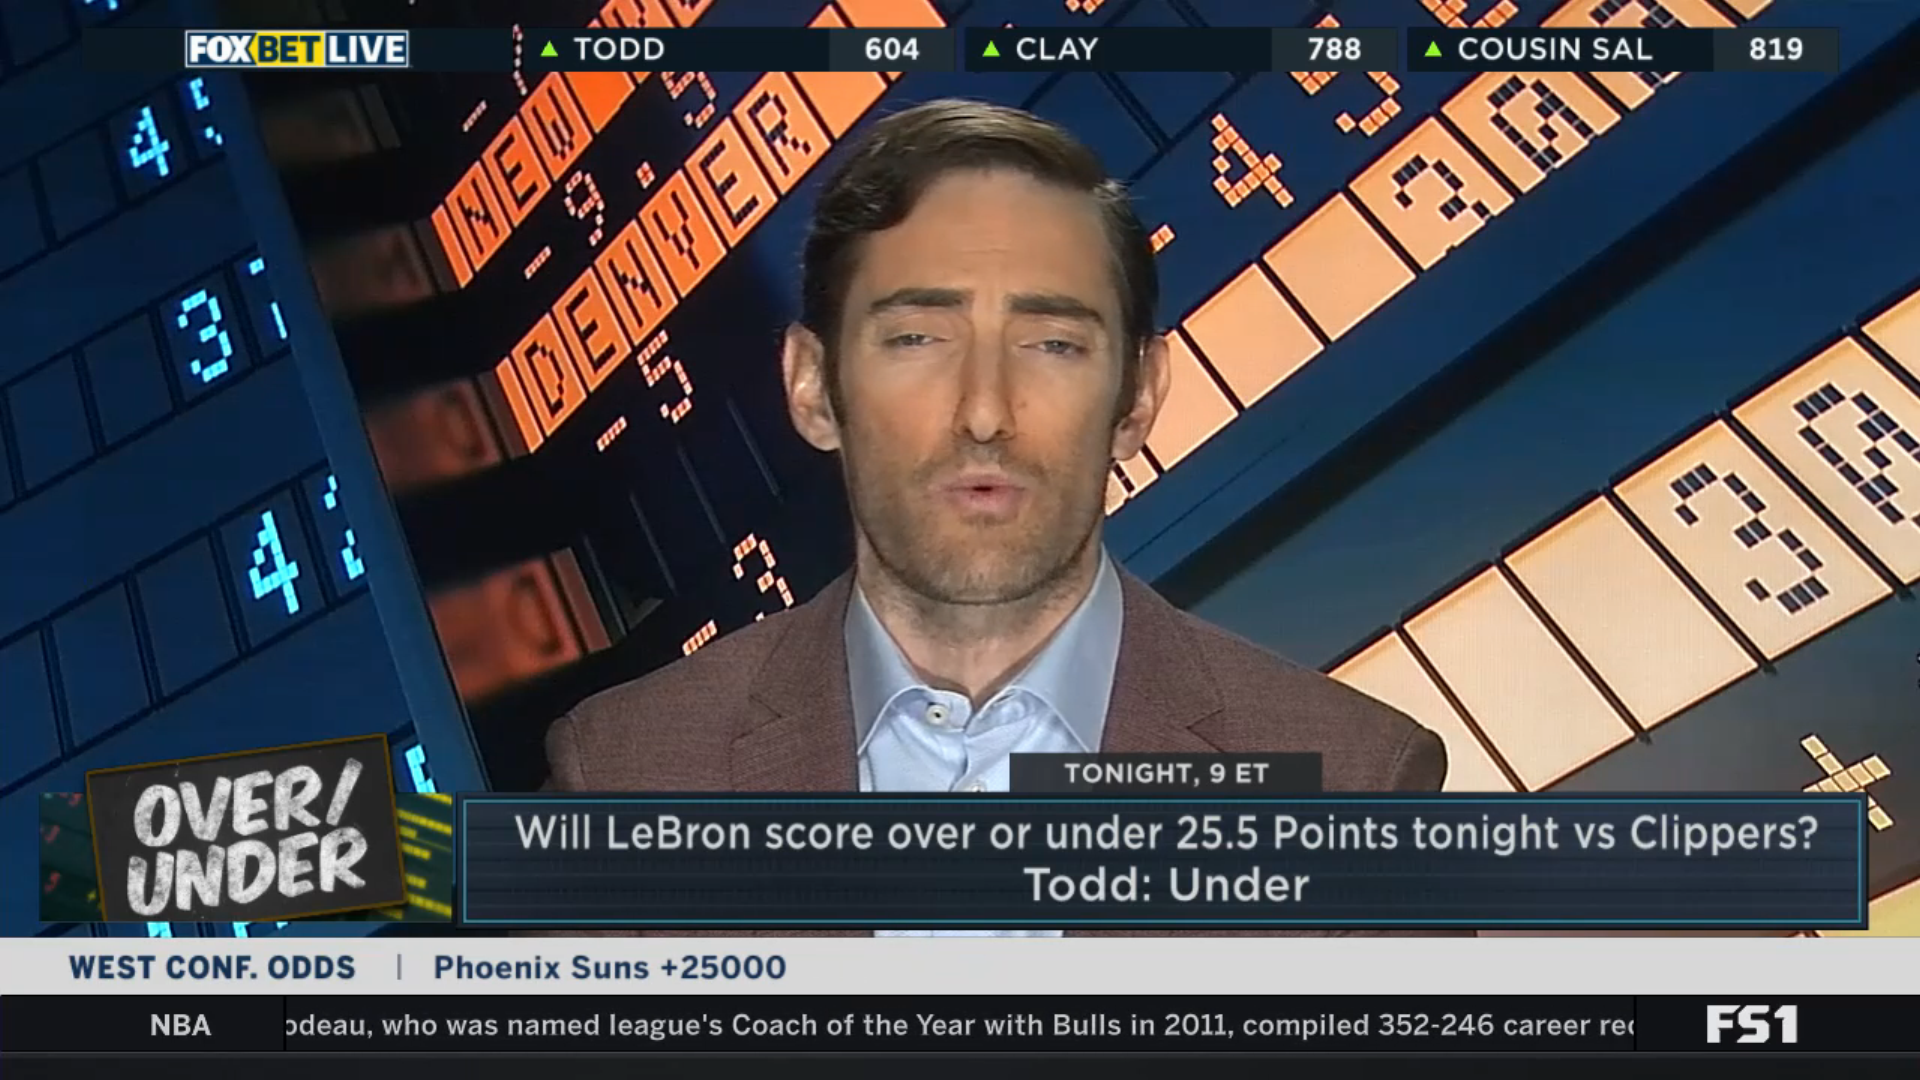 FOX BET LIVE
TODD 604
CLAY 788
COUSIN SAL 819
NEW
DENVER
TONIGHT, 9 ET
OVER/
UNDER
Will LeBron score over or under 25.5 Points tonight vs Clippers?
Todd: Under
WEST CONF. ODDS | Phoenix Suns +25000
NBA
odeau, who was named league's Coach of the Year with Bulls in 2011, compiled 352-246 career rec
FS1